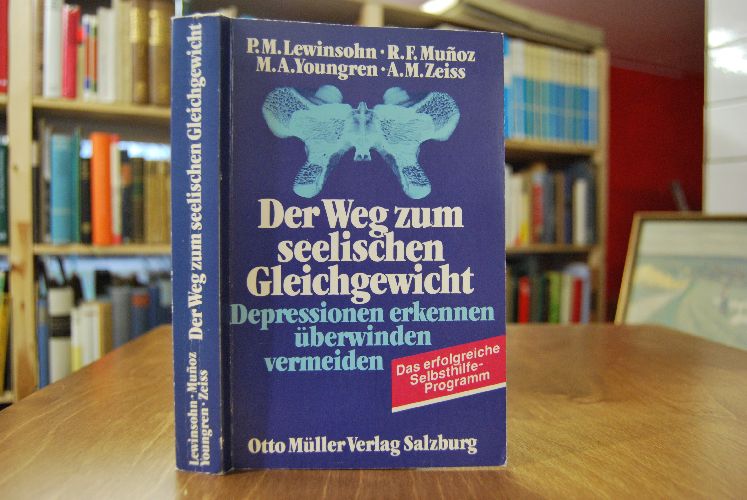 P.M. Lewinsohn · R.F. Muñoz
M.A. Youngren · A.M. Zeiss
Der Weg zum
seelischen
Gleichgewicht
Depressionen erkennen
überwinden
vermeiden
Das erfolgreiche
Selbsthilfe-
Programm
Otto Müller Verlag Salzburg
Lewinsohn · Muñoz
Youngren · Zeiss
Der Weg zum seelischen Gleichgewicht